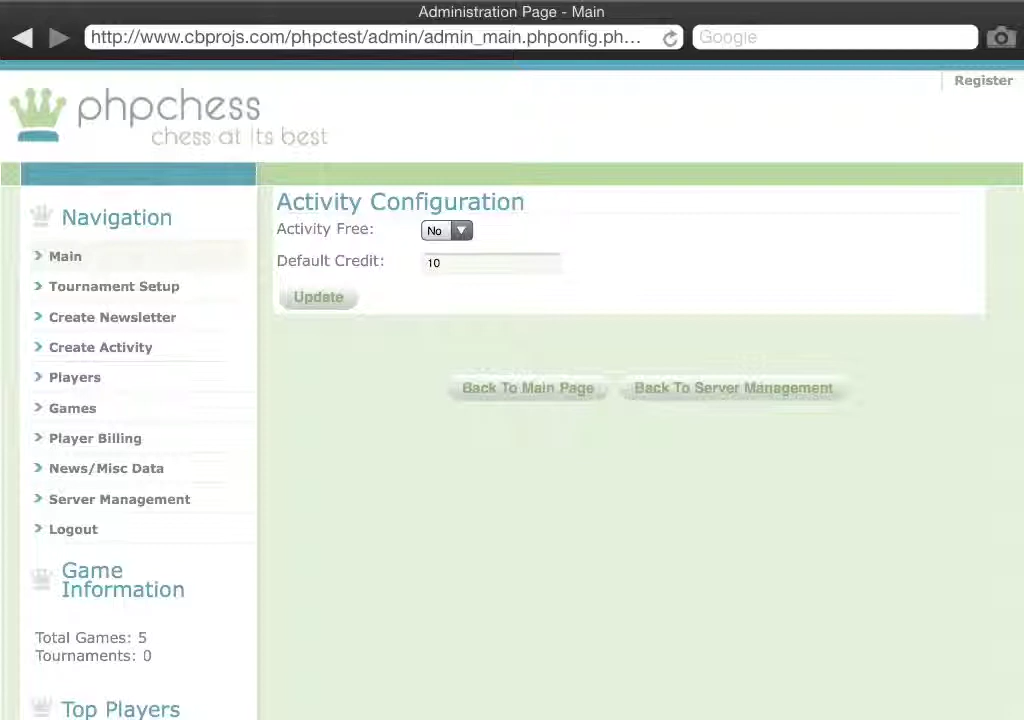 Administration Page - Main
http://www.cbprojs.com/phpctest/admin/admin_main.phponfig.ph...
Google
Register
phpchess
chess at its best
Navigation
Main
Tournament Setup
Create Newsletter
Create Activity
Players
Games
Player Billing
News/Misc Data
Server Management
Logout
Game
Information
Total Games: 5
Tournaments: 0
Top Players
Activity Configuration
Activity Free: No
Default Credit: 10
Update
Back To Main Page Back To Server Management